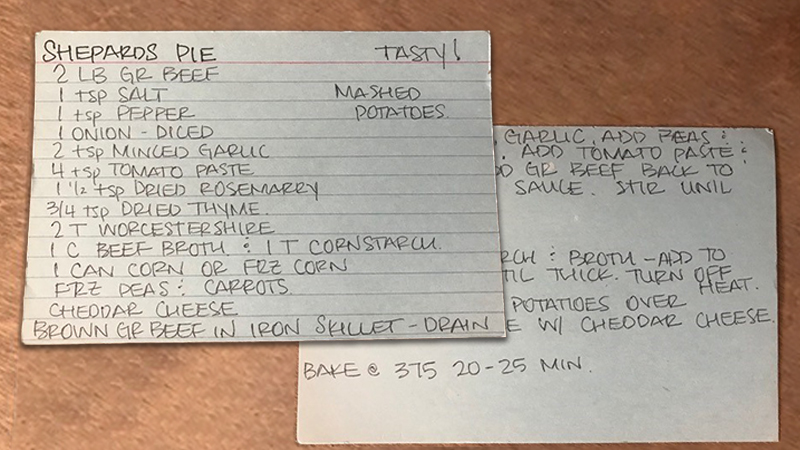 SHEPARDS PIE TASTY!
2 LB GR BEEF
1 tsp SALT MASHED
1 tsp PEPPER POTATOES
1 ONION - DICED
2 tsp MINCED GARLIC
4 tsp TOMATO PASTE
1 1/2 tsp DRIED ROSEMARRY
3/4 tsp DRIED THYME.
2 T WORCESTERSHIRE
1 C BEEF BROTH & 1 T CORNSTARCH.
1 CAN CORN OR FRZ CORN
FRZ PEAS & CARROTS
CHEDDAR CHEESE
BROWN GR BEEF IN IRON SKILLET - DRAIN
GARLIC. ADD PEAS &
. ADD TOMATO PASTE &
GR BEEF BACK TO
SAUCE. STIR UNIL
& BROTH - ADD TO
THICK. TURN OFF
HEAT.
POTATIOES OVER
W/ CHEDDAR CHEESE.
BAKE @ 375 20-25 MIN.